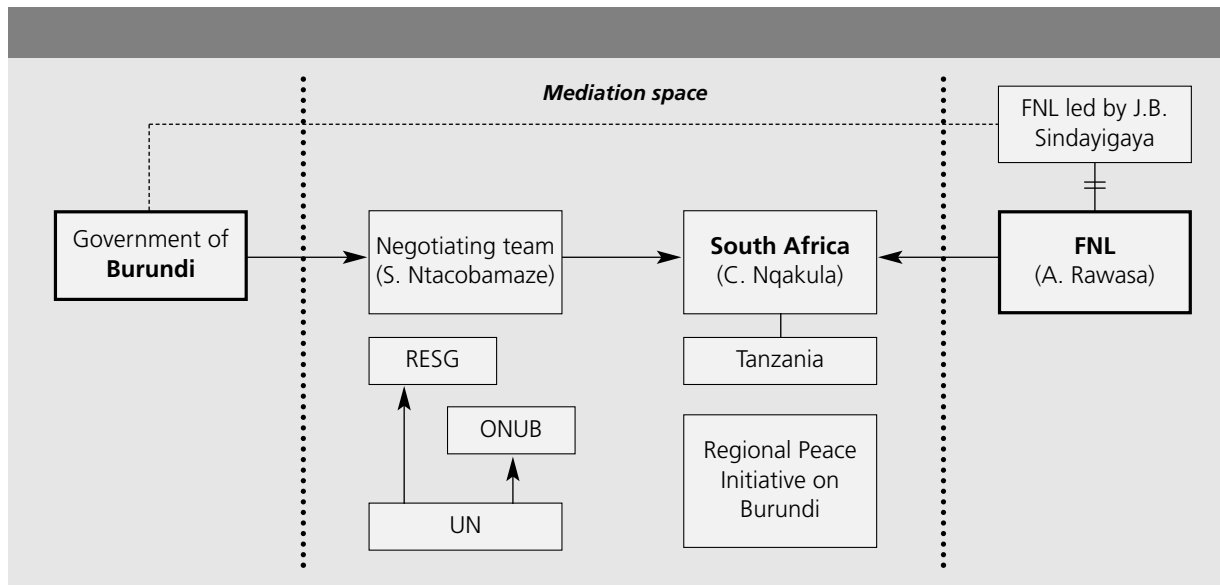 Mediation space
FNL led by J.B.
Sindayigaya
Government of
Burundi
Negotiating team
(S. Ntacobamaze)
South Africa
(C. Nqakula)
FNL
(A. Rawasa)
RESG
Tanzania
ONUB
Regional Peace
Initiative on
Burundi
UN